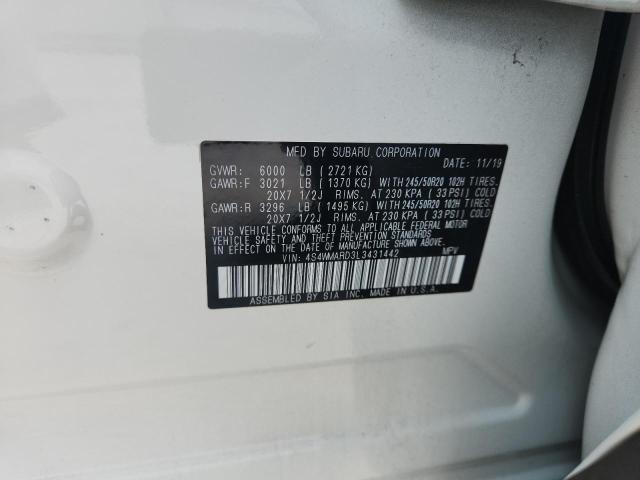 MFD BY SUBARU CORPORATION
DATE: 11/19
GVWR: 6000 LB (2721 KG)
GAWR:F 3021 LB (1370 KG) WITH 245/50R20 102H TIRES.
20X7 1/2J RIMS. AT 230 KPA (33 PSI) COLD
GAWR:R 3296 LB (1495 KG) WITH 245/50R20 102H TIRES.
20X7 1/2J RIMS. AT 230 KPA (33 PSI) COLD
THIS VEHICLE CONFORMS TO ALL APPLICABLE FEDERAL MOTOR
VEHICLE SAFETY AND THEFT PREVENTION STANDARDS IN EFFECT
ON THE DATE OF MANUFACTURE SHOWN ABOVE.
VIN: 4S4WMARD3L3431442 MPV
ASSEMBLED BY SIA INC. MADE IN U.S.A.